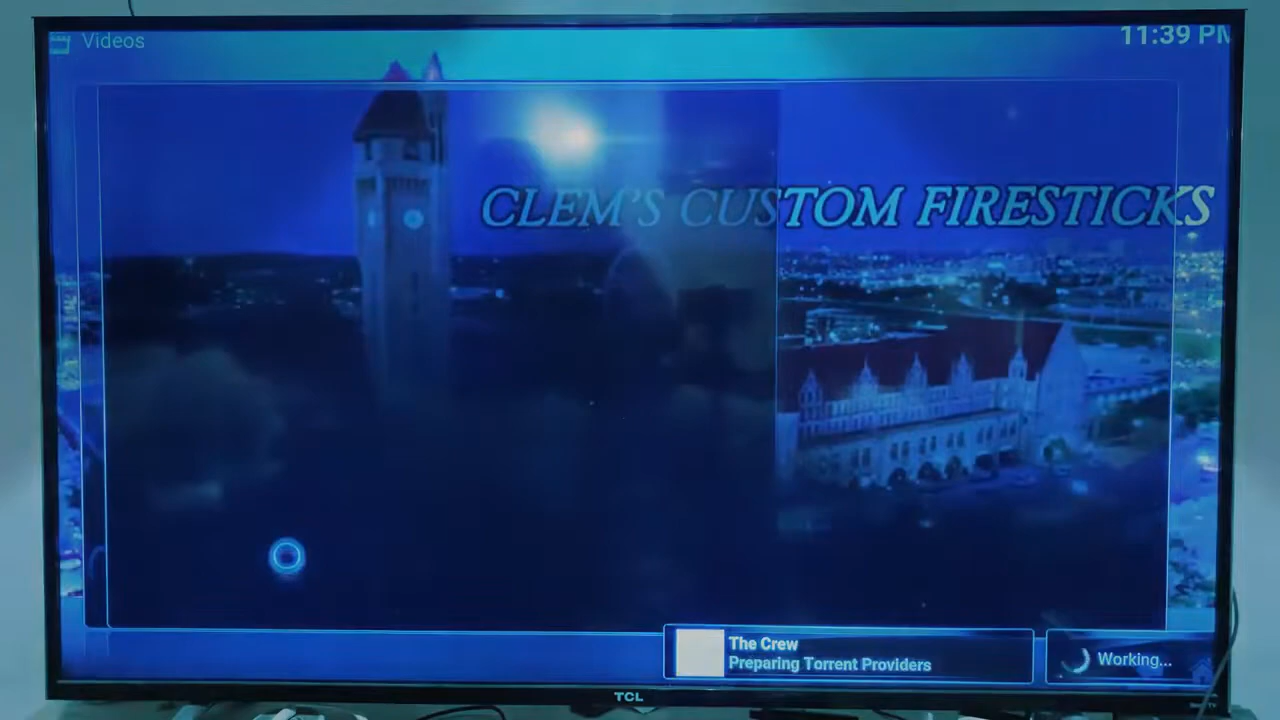 Videos
11:39 PM
CLEM'S CUSTOM FIRESTICKS
The Crew
Preparing Torrent Providers
Working...
TCL